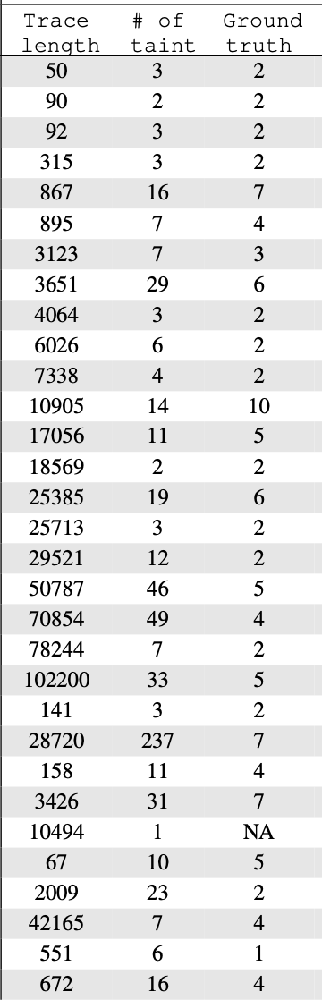 Trace # of Ground
length taint truth
50 3 2
90 2 2
92 3 2
315 3 2
867 16 7
895 7 4
3123 7 3
3651 29 6
4064 3 2
6026 6 2
7338 4 2
10905 14 10
17056 11 5
18569 2 2
25385 19 6
25713 3 2
29521 12 2
50787 46 5
70854 49 4
78244 7 2
102200 33 5
141 3 2
28720 237 7
158 11 4
3426 31 7
10494 1 NA
67 10 5
2009 23 2
42165 7 4
551 6 1
672 16 4